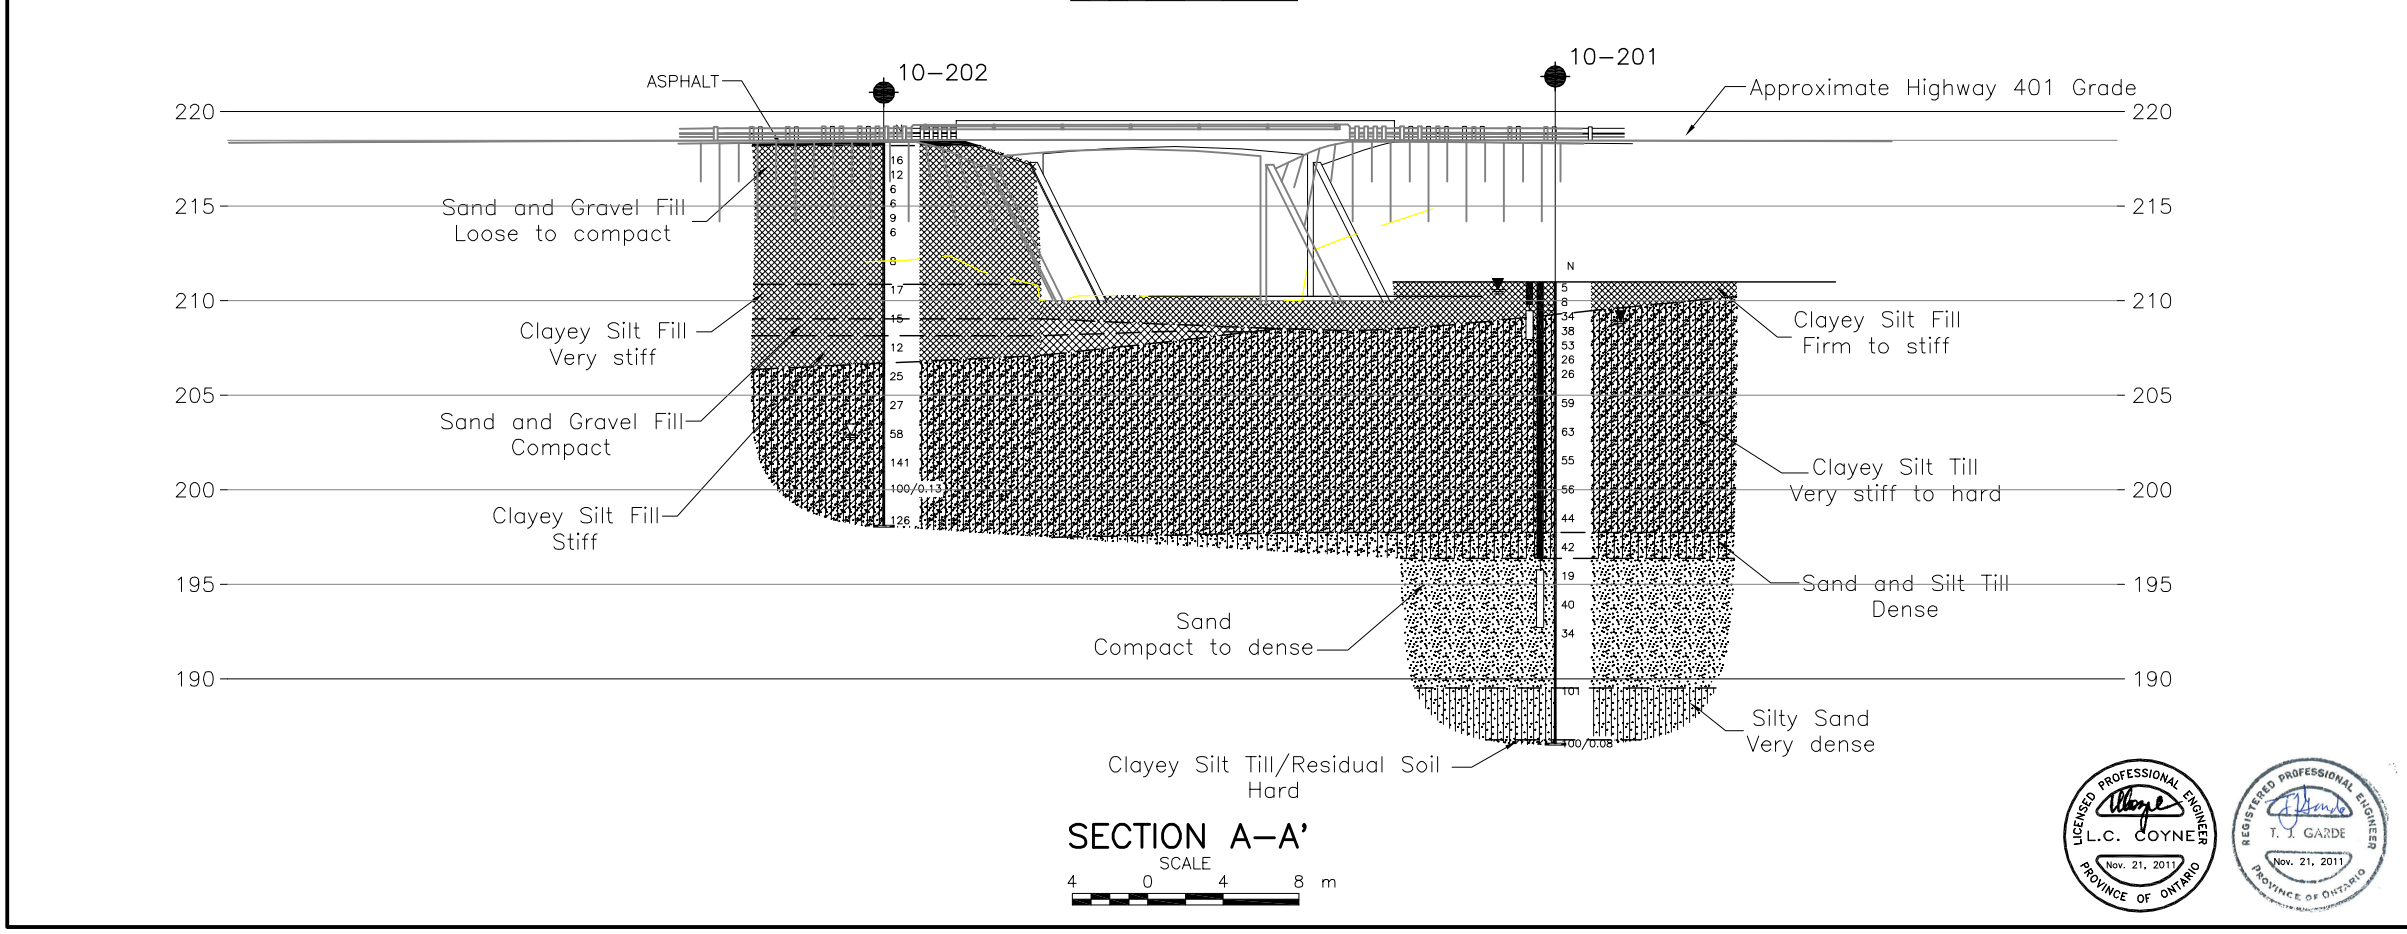 10-202
10-201
ASPHALT
Approximate Highway 401 Grade
220
220
N
16
12
6
6
9
6
8
17
15
12
25
27
58
141
100/0.13
126
Sand and Gravel Fill
Loose to compact
215
215
N
5
8
34
38
53
26
26
59
63
55
56
44
42
19
40
34
101
100/0.08
210
210
Clayey Silt Fill
Very stiff
Clayey Silt Fill
Firm to stiff
205
205
Sand and Gravel Fill
Compact
Clayey Silt Till
Very stiff to hard
200
200
Clayey Silt Fill
Stiff
195
195
Sand and Silt Till
Dense
Sand
Compact to dense
190
190
Silty Sand
Very dense
Clayey Silt Till/Residual Soil
Hard
SECTION A-A'
SCALE
4 0 4 8 m
LICENSED PROFESSIONAL ENGINEER
L.C. COYNE
Nov. 21, 2011
PROVINCE OF ONTARIO
REGISTERED PROFESSIONAL ENGINEER
T. J. GARDE
Nov. 21, 2011
PROVINCE OF ONTARIO